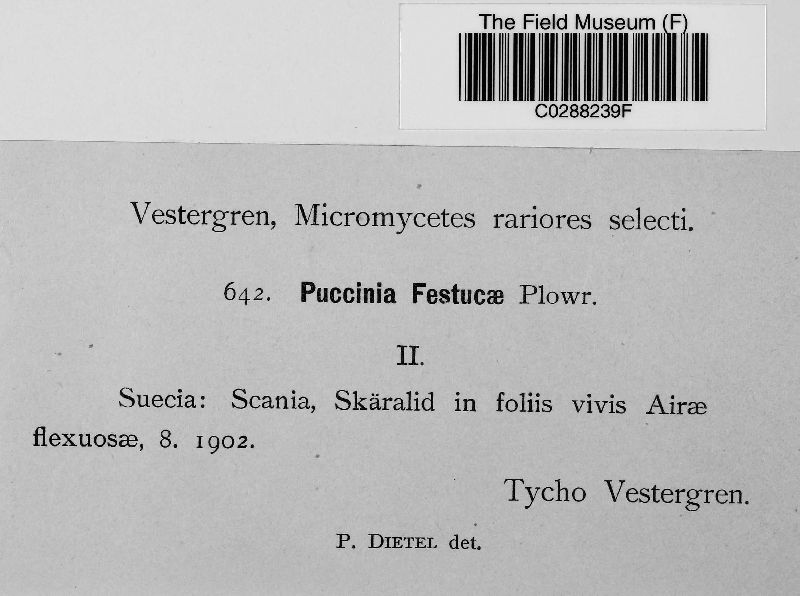 The Field Museum (F)
C0288239F
Vestergren, Micromycetes rariores selecti.
642. Puccinia Festucæ Plowr.
II.
Suecia: Scania, Skäralid in foliis vivis Airæ
flexuosæ, 8. 1902.
Tycho Vestergren.
P. DIETEL det.